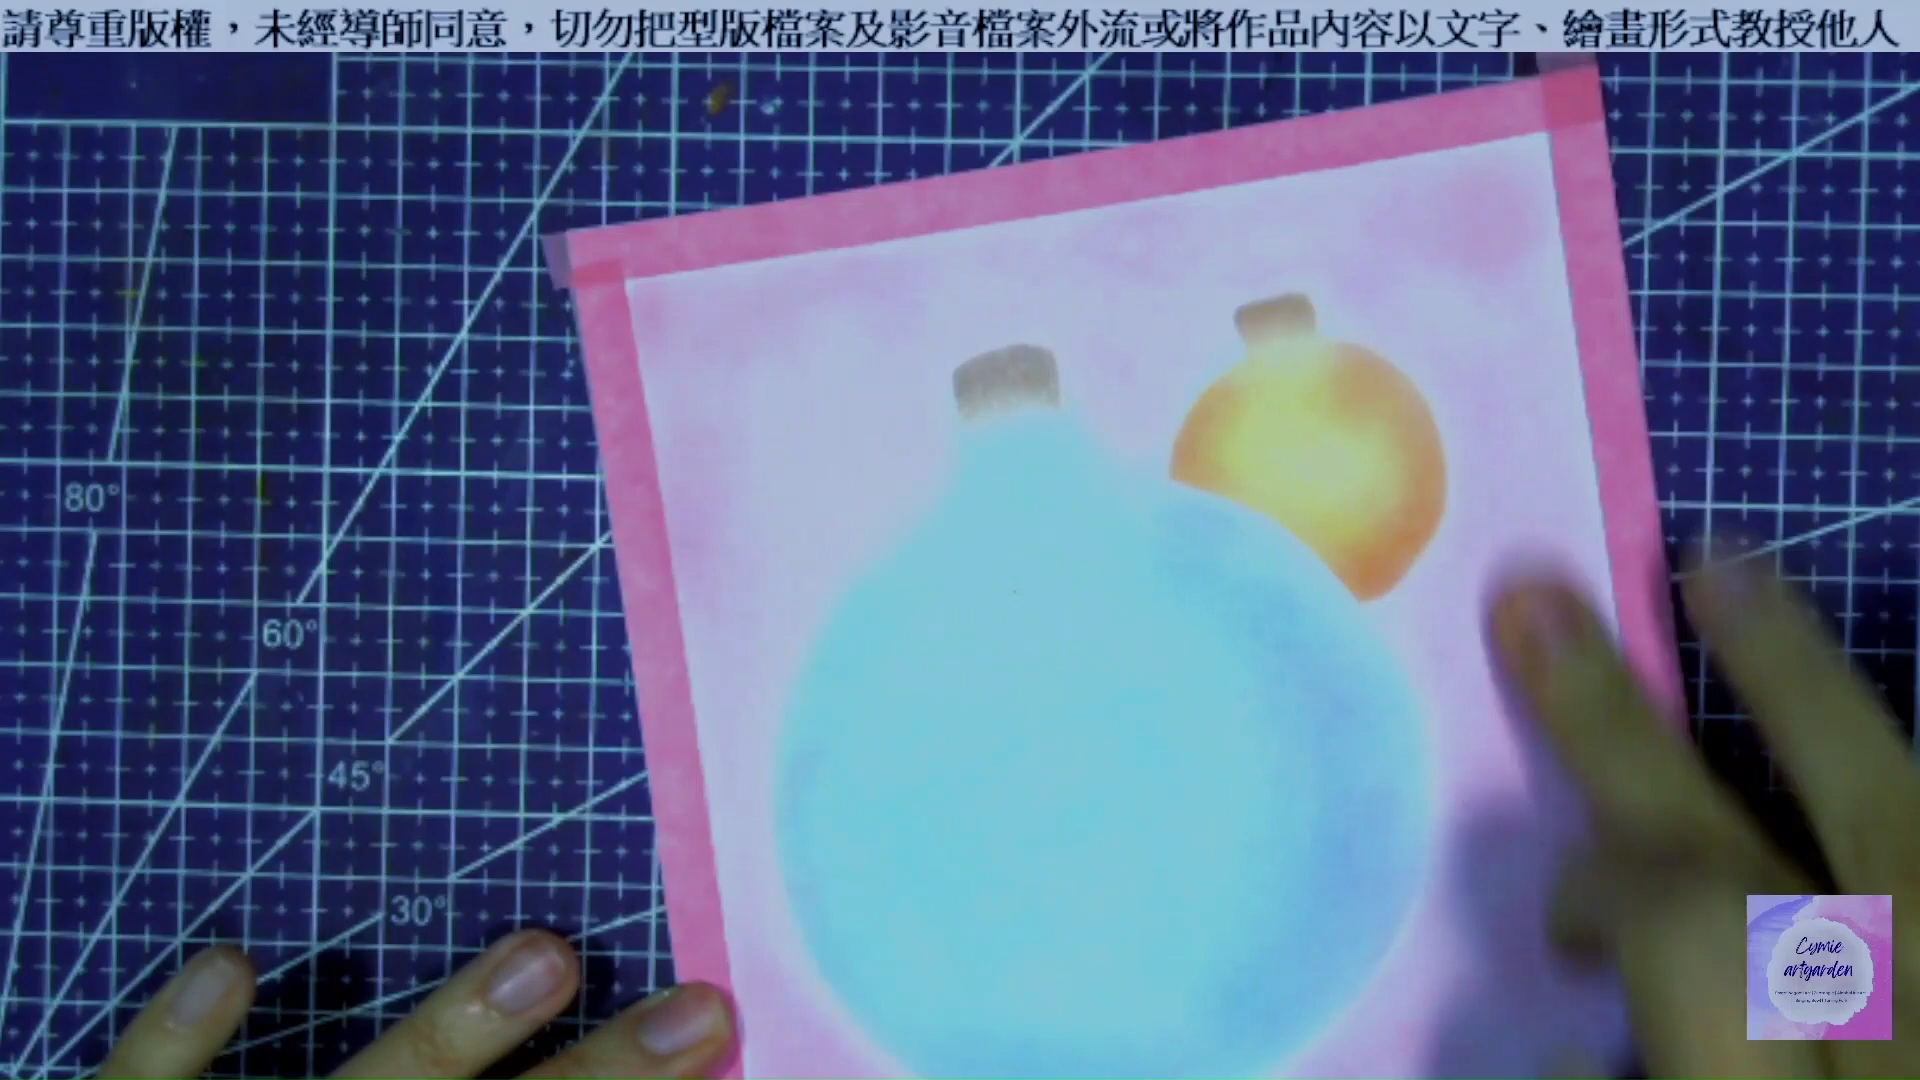 請尊重版權，未經導師同意，切勿把型版檔案及影音檔案外流或將作品內容以文字、繪畫形式教授他人
80°
60°
45°
30°
Cymie
artgarden